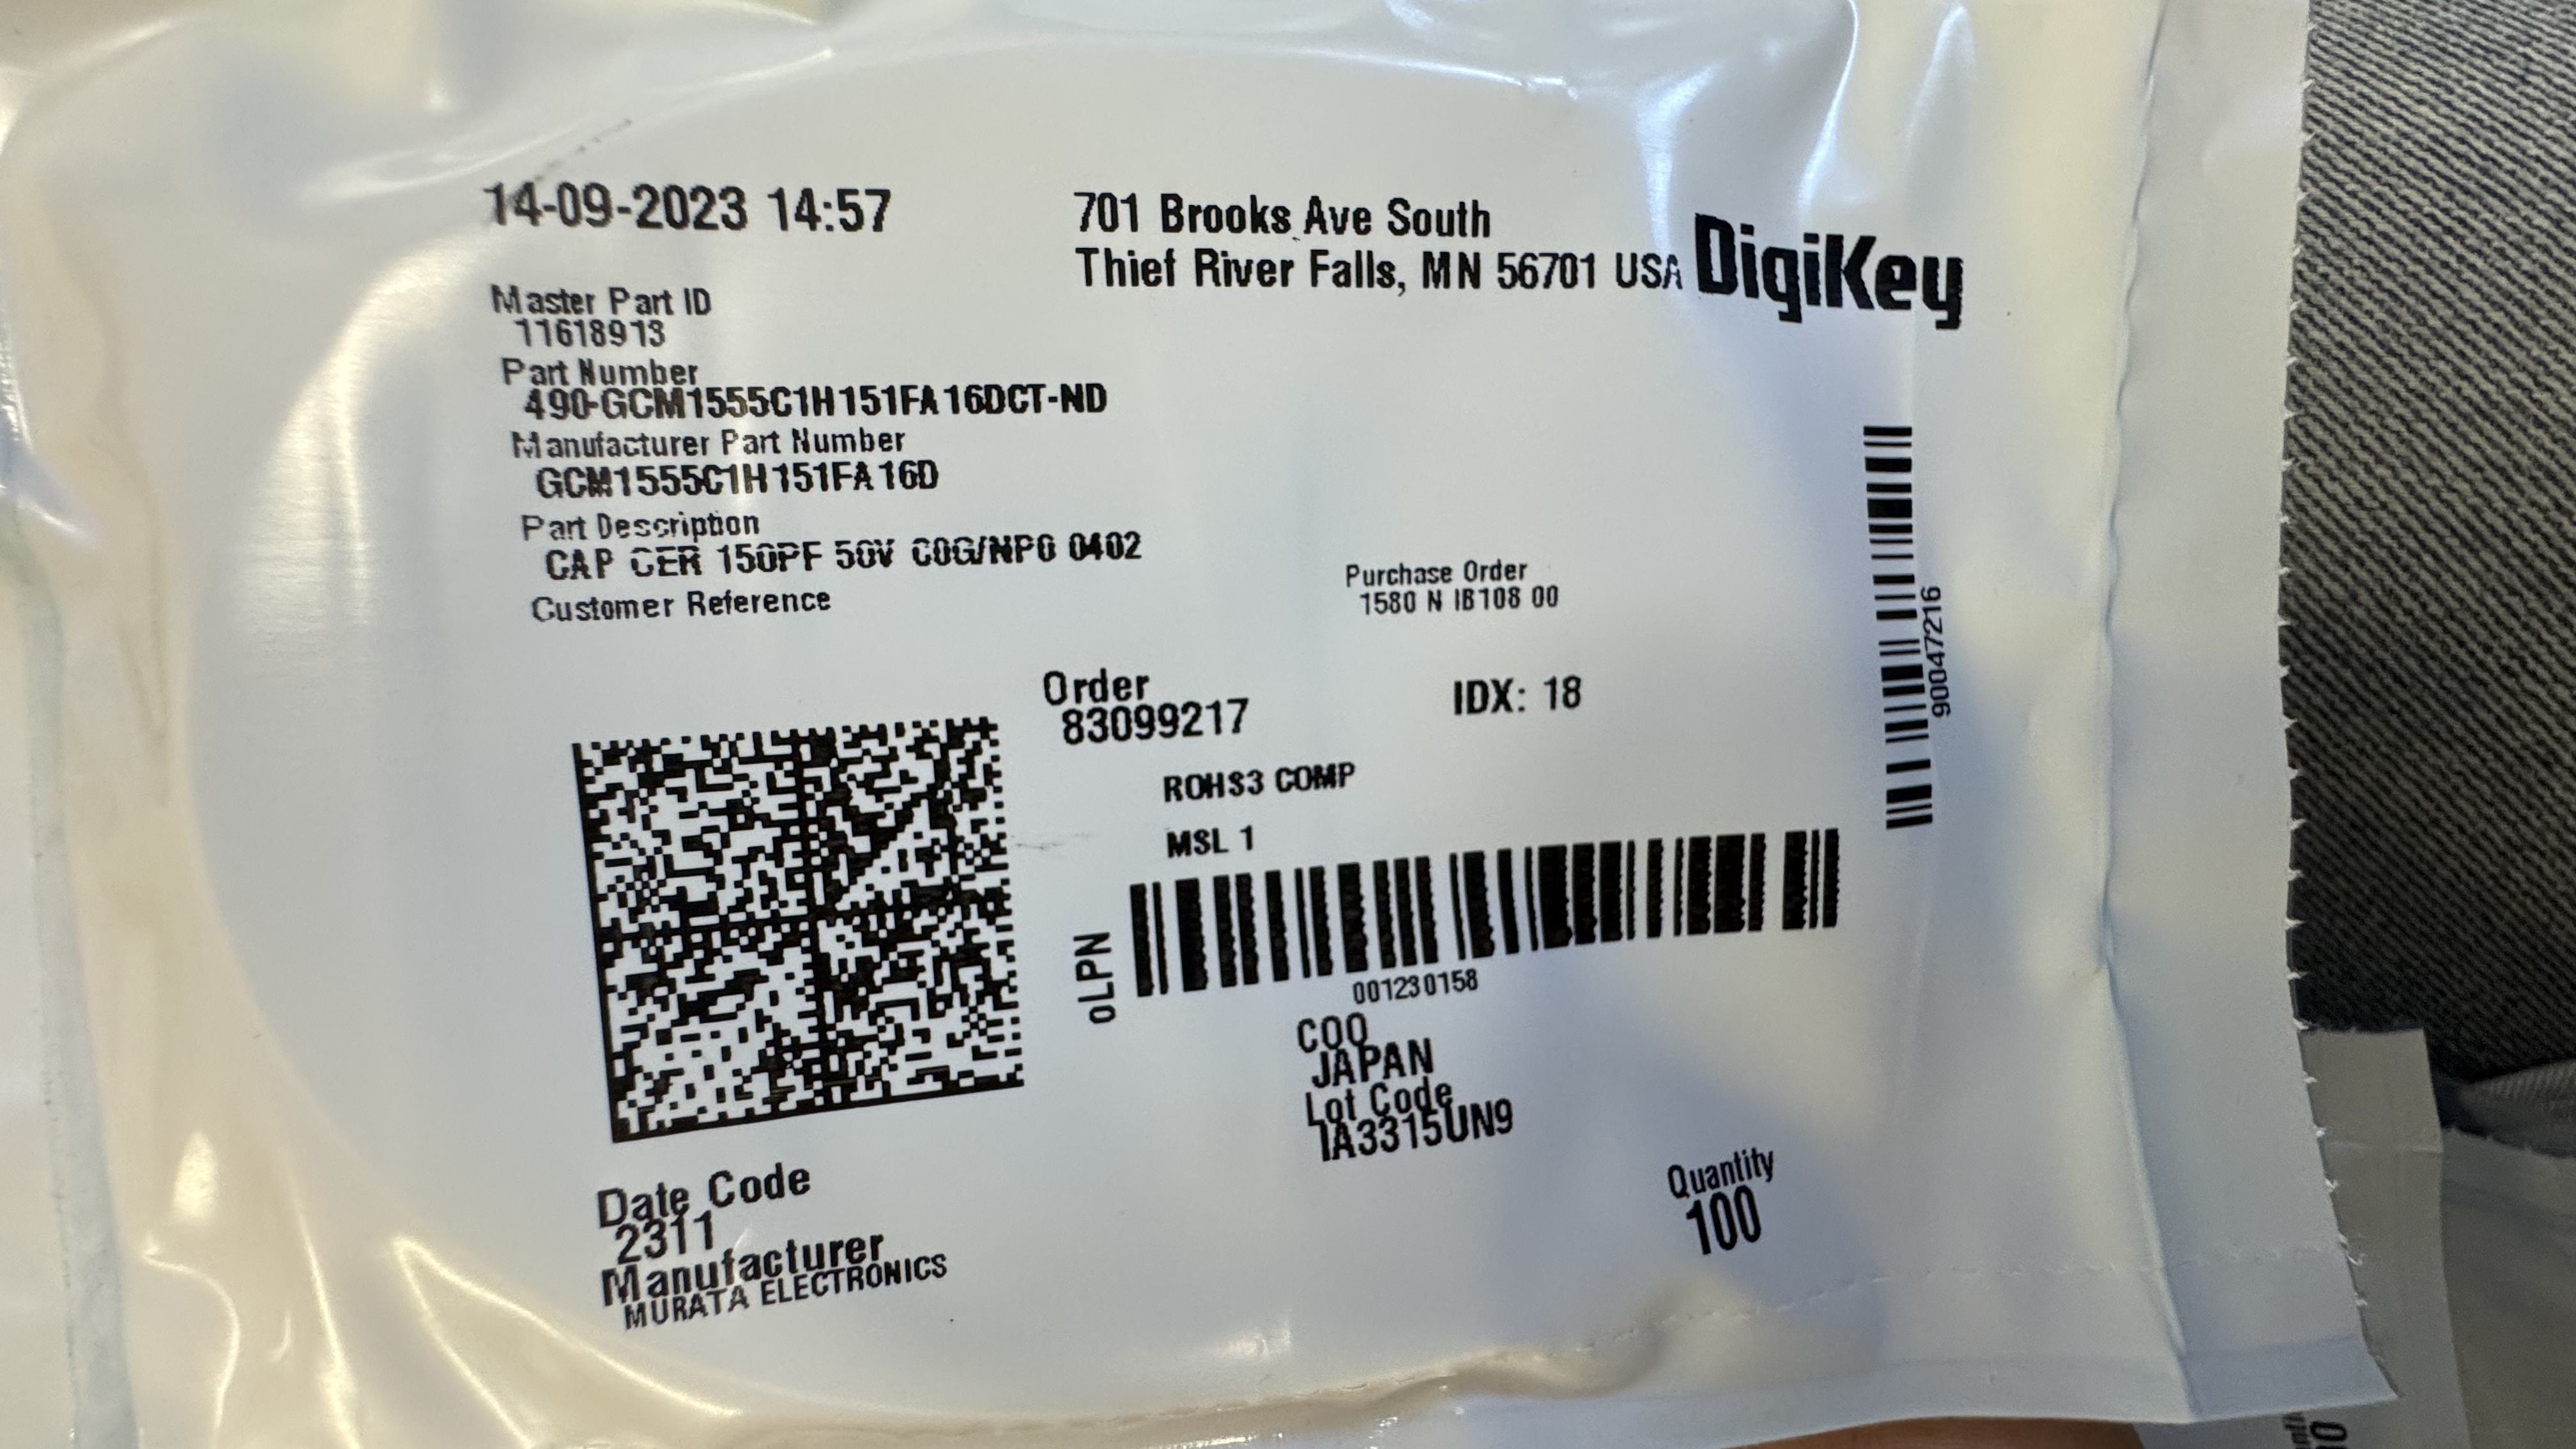 14-09-2023 14:57
701 Brooks Ave South
Thief River Falls, MN 56701 USA
DigiKey
Master Part ID
11618913
Part Number
490-GCM1555C1H151FA16DCT-ND
Manufacturer Part Number
GCM1555C1H151FA16D
Part Description
CAP CER 150PF 50V C0G/NP0 0402
Customer Reference
Purchase Order
1580 N IB108 00
900447216
Order
83099217
IDX: 18
ROHS3 COMP
MSL 1
oLPN
001230158
COO
JAPAN
Lot Code
IA3315UN9
Date Code
2311
Manufacturer
MURATA ELECTRONICS
Quantity
100